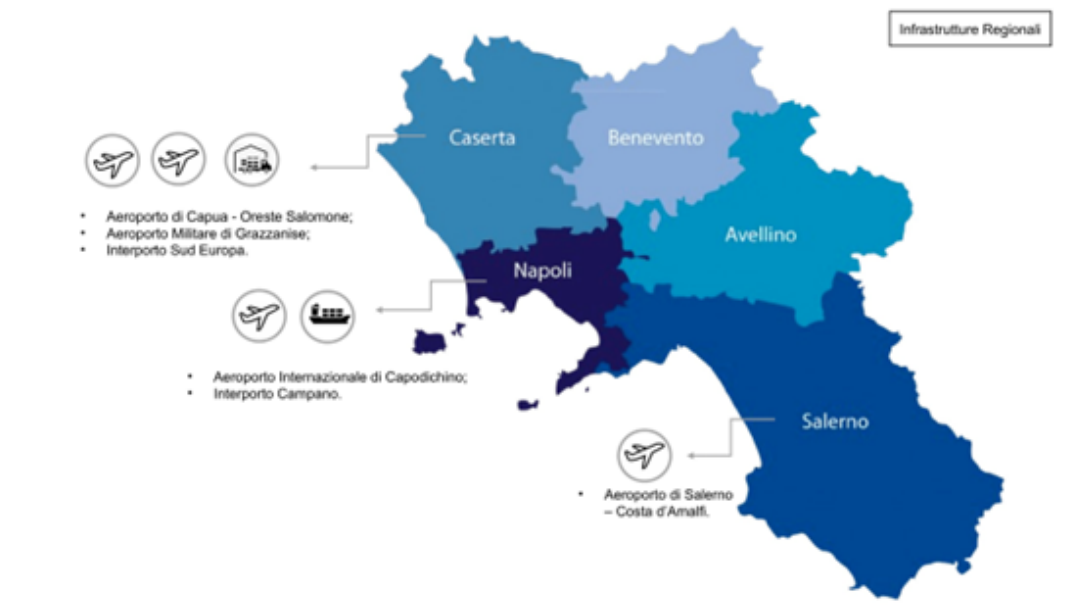 Infrastrutture Regionali
Caserta
Benevento
• Aeroporto di Capua - Oreste Salomone;
• Aeroporto Militare di Grazzanise;
• Interporto Sud Europa.
Avellino
Napoli
• Aeroporto Internazionale di Capodichino;
• Interporto Campano.
Salerno
• Aeroporto di Salerno
– Costa d'Amalfi.